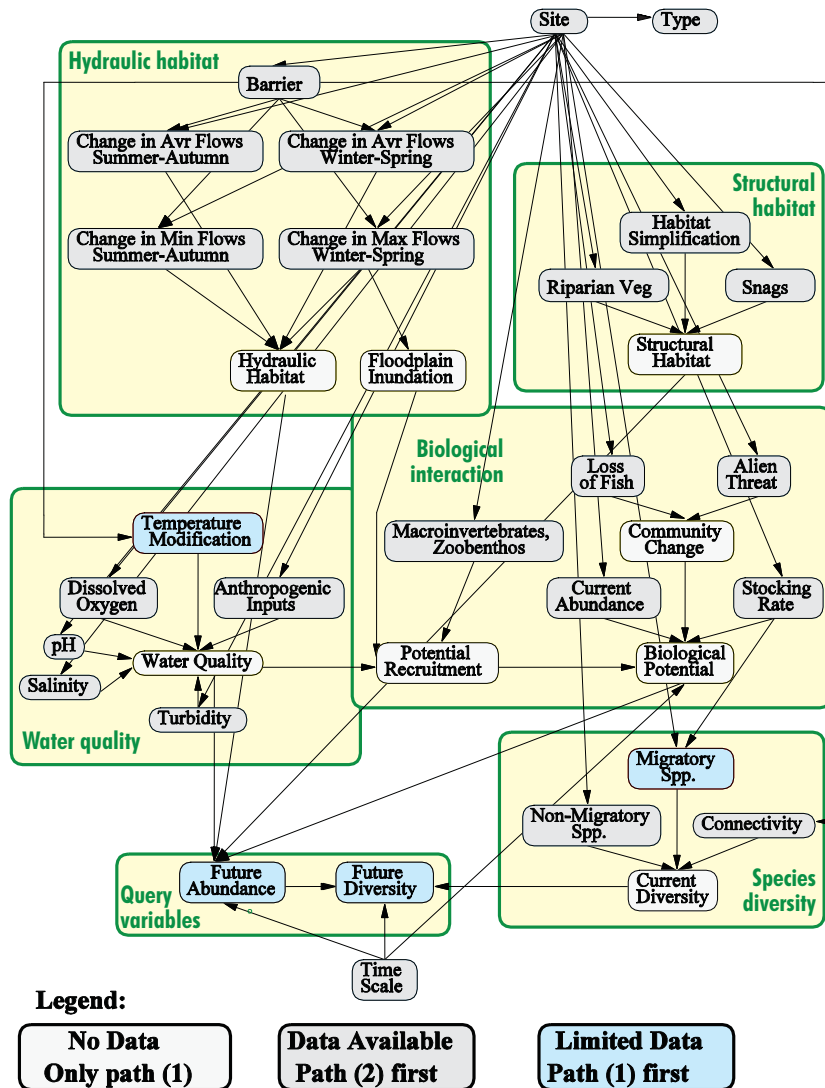 Site
Type
Hydraulic habitat
Barrier
Change in Avr Flows
Summer-Autumn
Change in Avr Flows
Winter-Spring
Change in Min Flows
Summer-Autumn
Change in Max Flows
Winter-Spring
Hydraulic
Habitat
Floodplain
Inundation
Structural
habitat
Habitat
Simplification
Riparian Veg
Snags
Structural
Habitat
Biological
interaction
Loss
of Fish
Alien
Threat
Macroinvertebrates,
Zoobenthos
Community
Change
Current
Abundance
Stocking
Rate
Potential
Recruitment
Biological
Potential
Temperature
Modification
Dissolved
Oxygen
Anthropogenic
Inputs
pH
Water Quality
Salinity
Turbidity
Water quality
Migratory
Spp.
Non-Migratory
Spp.
Connectivity
Current
Diversity
Species
diversity
Future
Abundance
Future
Diversity
Query
variables
Time
Scale
Legend:
No Data
Only path (1)
Data Available
Path (2) first
Limited Data
Path (1) first